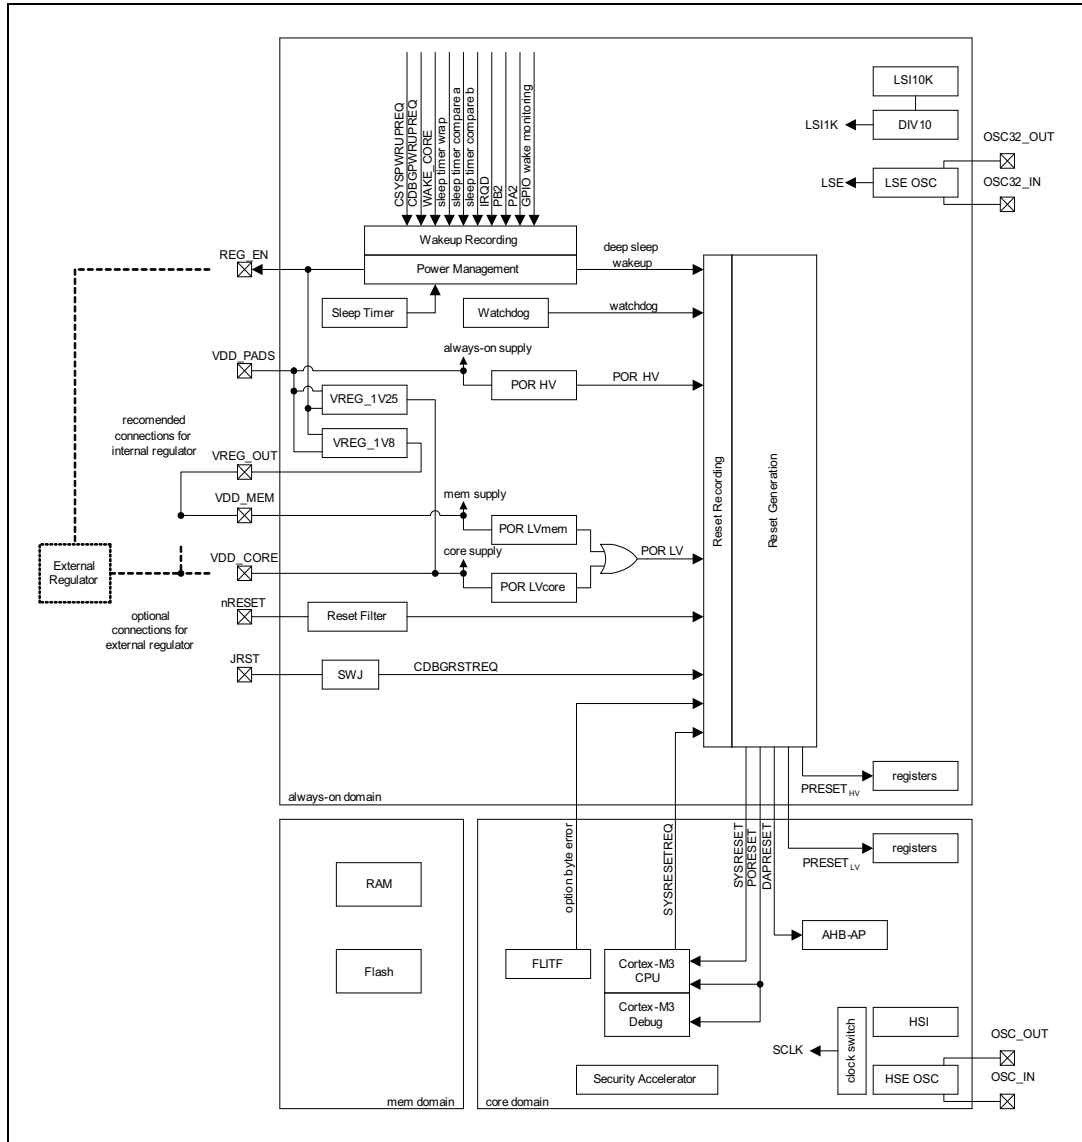 CSYSPWRUPREQ
CDBGPWRUPREQ
WAKE_CORE
sleep timer wrap
sleep timer compare a
sleep timer compare b
IRQD
PB2
PA2
GPIO wake monitoring
LSI10K
LSI1K
DIV10
OSC32_OUT
LSE
LSE OSC
OSC32_IN
Wakeup Recording
REG_EN
Power Management
deep sleep
wakeup
Sleep Timer
Watchdog
watchdog
VDD_PADS
always-on supply
POR HV
POR HV
VREG_1V25
recomended
connections for
internal regulator
VREG_1V8
VREG_OUT
VDD_MEM
mem supply
POR LVmem
Reset Recording
Reset Generation
External
Regulator
VDD_CORE
core supply
POR LV
POR LVcore
nRESET
Reset Filter
optional
connections for
external regulator
JRST
SWJ
CDBGRSTREQ
registers
PRESET HV
always-on domain
option byte error
SYSRESETREQ
SYSRESET
PORESET
DAPRESET
registers
PRESET LV
RAM
AHB-AP
Flash
FLITF
Cortex-M3
CPU
Cortex-M3
Debug
HSI
SCLK
clock switch
OSC_OUT
Security Accelerator
HSE OSC
OSC_IN
mem domain
core domain